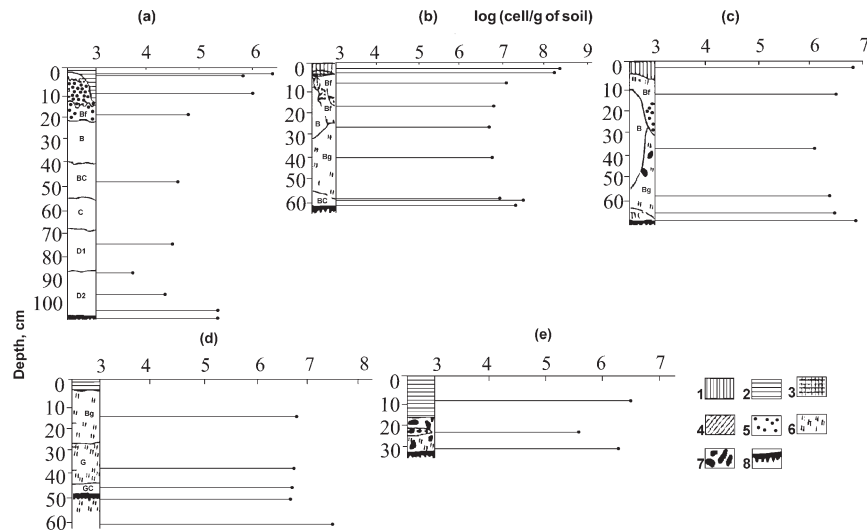 (a) (b) log (cell/g of soil) (c)
3 4 5 6
0
10
20
30
40
50
60
70
80
90
100
Bf
B
BC
C
D1
D2
3 4 5 6 7 8 9
0
10
20
30
40
50
60
Bf
Bf
B
Bg
BC
3 4 5 6 7
0
10
20
30
40
50
60
Bf
B
Bg
Depth, cm
(d) (e)
3 4 5 6 7 8
0
10
20
30
40
50
60
Bg
G
GC
3 4 5 6 7
0
10
20
30
1 2 3
4 5 6
7 8